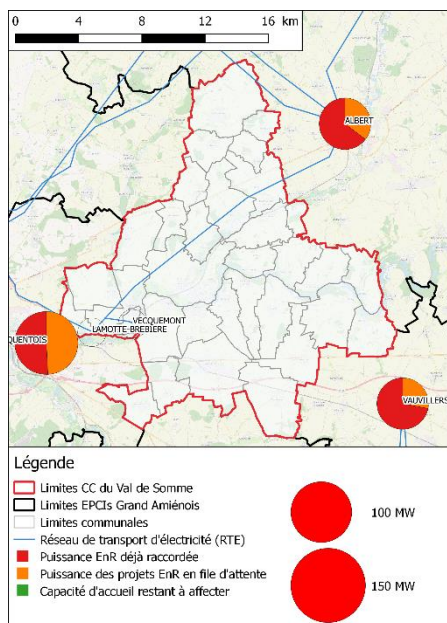 0 4 8 12 16 km
ALBERT
VECQUEMONT
LAMOTTE-BREBIERE
QUENTOIS
VAUVILLERS
Légende
Limites CC du Val de Somme
Limites EPCIs Grand Amiénois
Limites communales
Réseau de transport d'électricité (RTE)
Puissance EnR déjà raccordée
Puissance des projets EnR en file d'attente
Capacité d'accueil restant à affecter
100 MW
150 MW